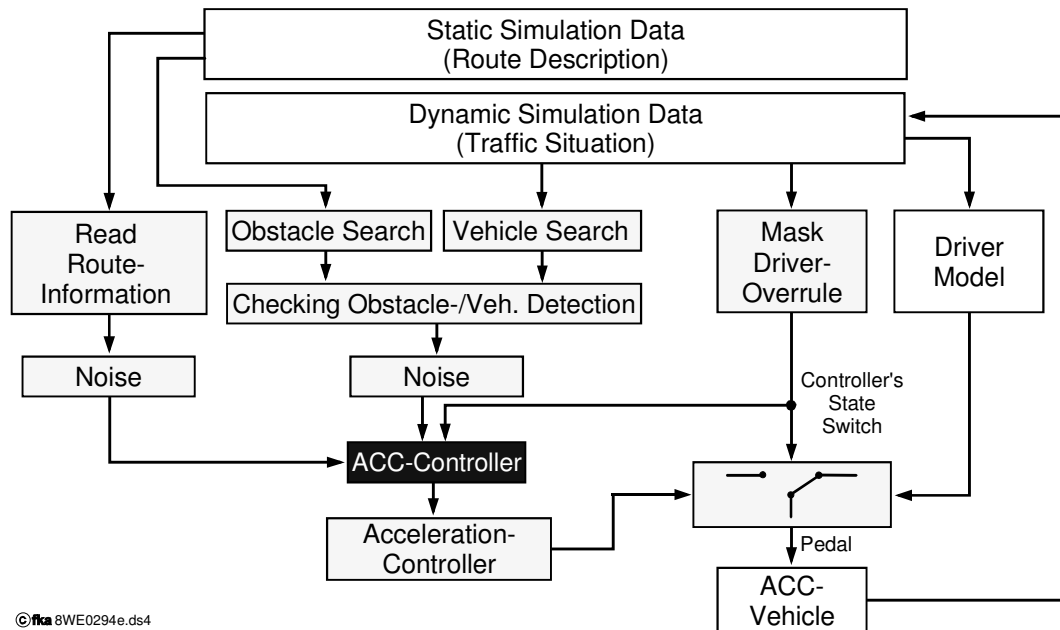 Static Simulation Data
(Route Description)
Dynamic Simulation Data
(Traffic Situation)
Read
Route-
Information
Obstacle Search
Vehicle Search
Mask
Driver-
Overrule
Driver
Model
Checking Obstacle-/Veh. Detection
Noise
Noise
Controller's
State
Switch
ACC-Controller
Acceleration-
Controller
Pedal
ACC-
Vehicle
©fka 8WE0294e.ds4